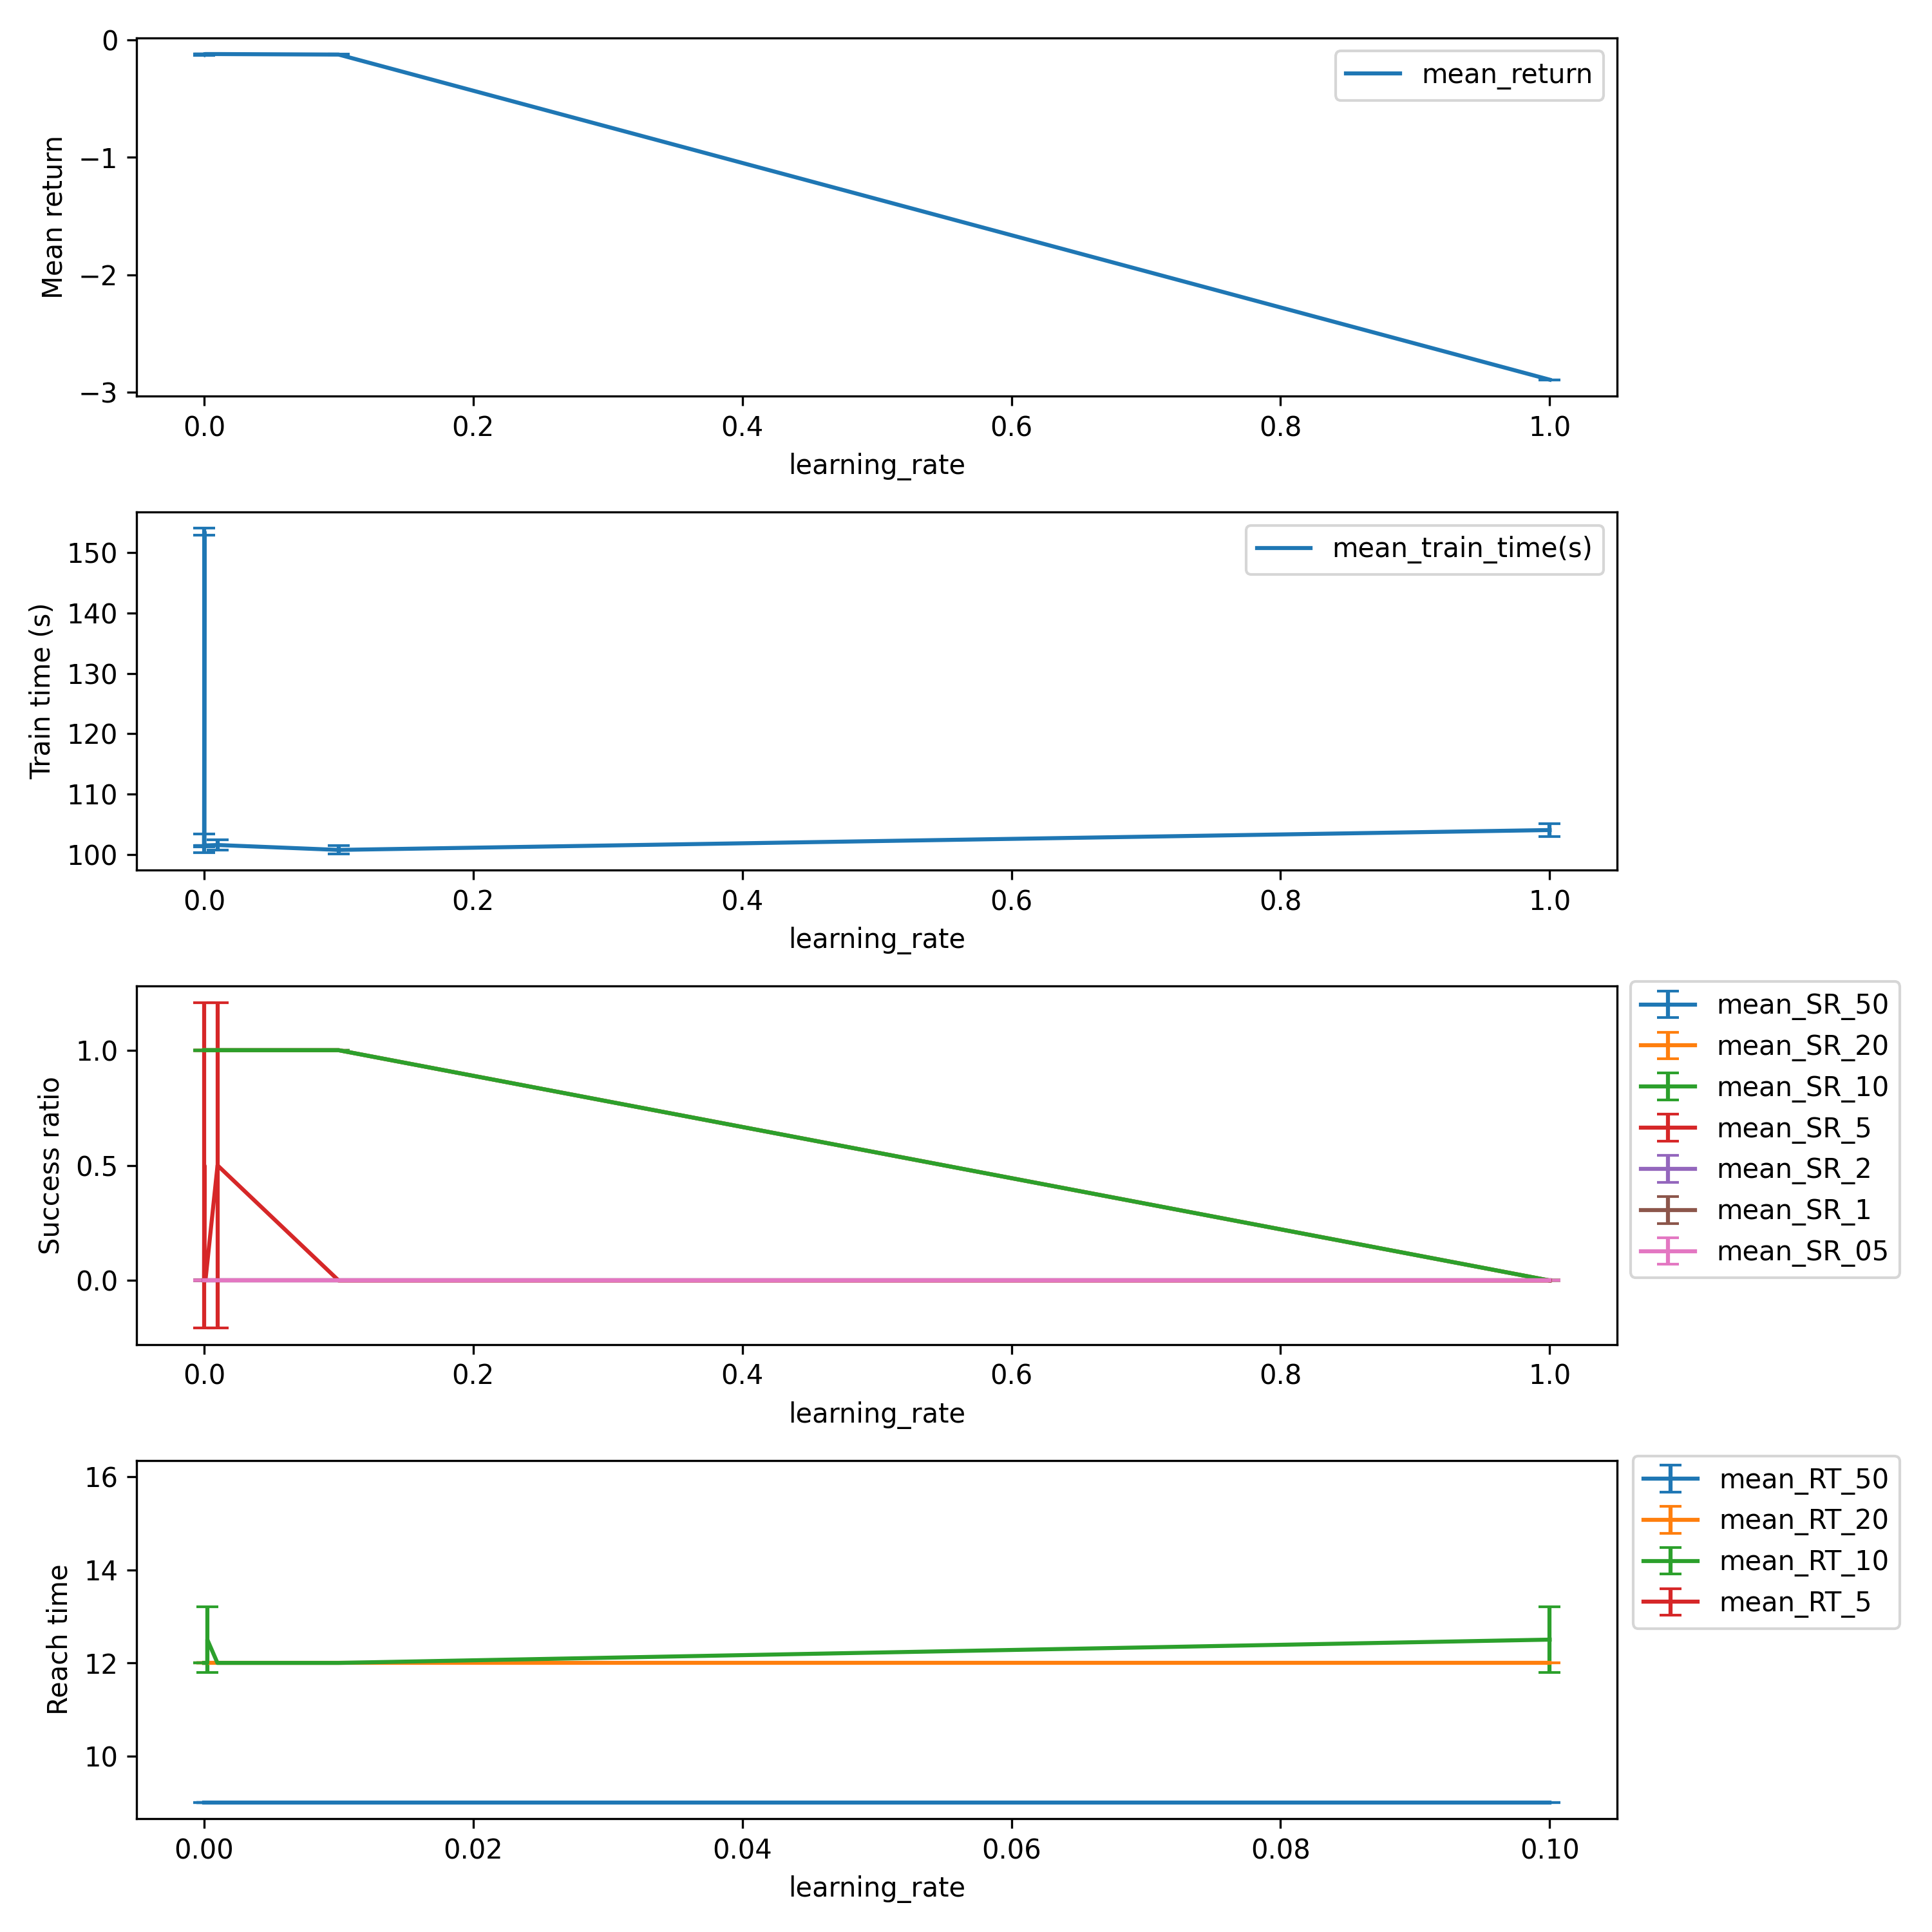 0
−1
−2
−3
Mean return
mean_return
0.0 0.2 0.4 0.6 0.8 1.0
learning_rate
150
140
130
120
110
100
Train time (s)
mean_train_time(s)
0.0 0.2 0.4 0.6 0.8 1.0
learning_rate
1.0
0.5
0.0
Success ratio
mean_SR_50
mean_SR_20
mean_SR_10
mean_SR_5
mean_SR_2
mean_SR_1
mean_SR_05
0.0 0.2 0.4 0.6 0.8 1.0
learning_rate
16
14
12
10
Reach time
mean_RT_50
mean_RT_20
mean_RT_10
mean_RT_5
0.00 0.02 0.04 0.06 0.08 0.10
learning_rate